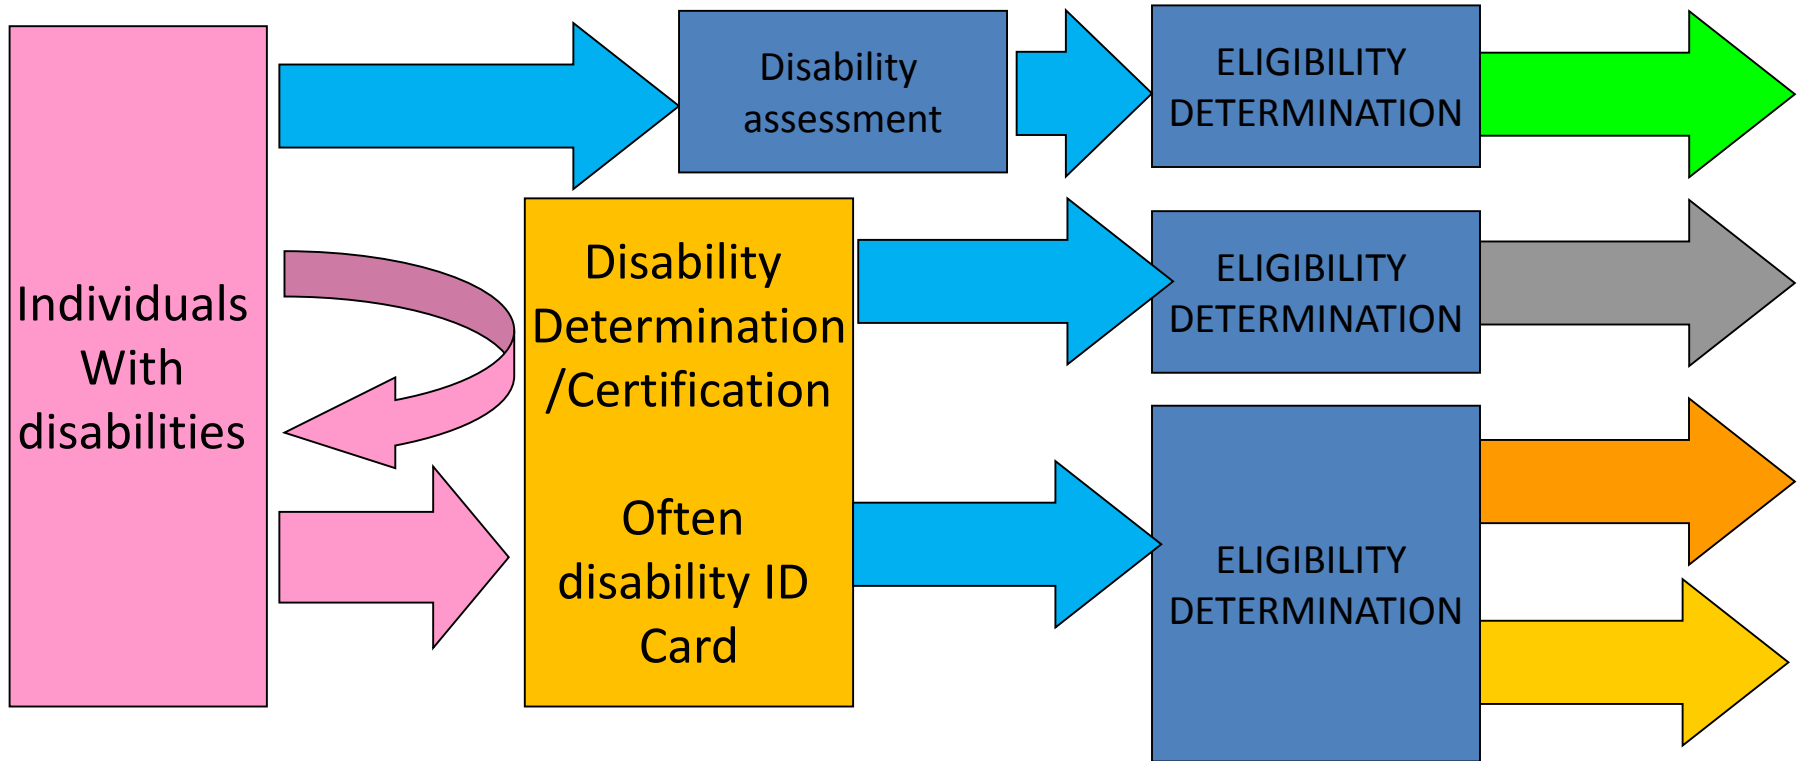 Individuals
With
disabilities
Disability
assessment
ELIGIBILITY
DETERMINATION
Disability
Determination
/Certification
Often
disability ID
Card
ELIGIBILITY
DETERMINATION
ELIGIBILITY
DETERMINATION